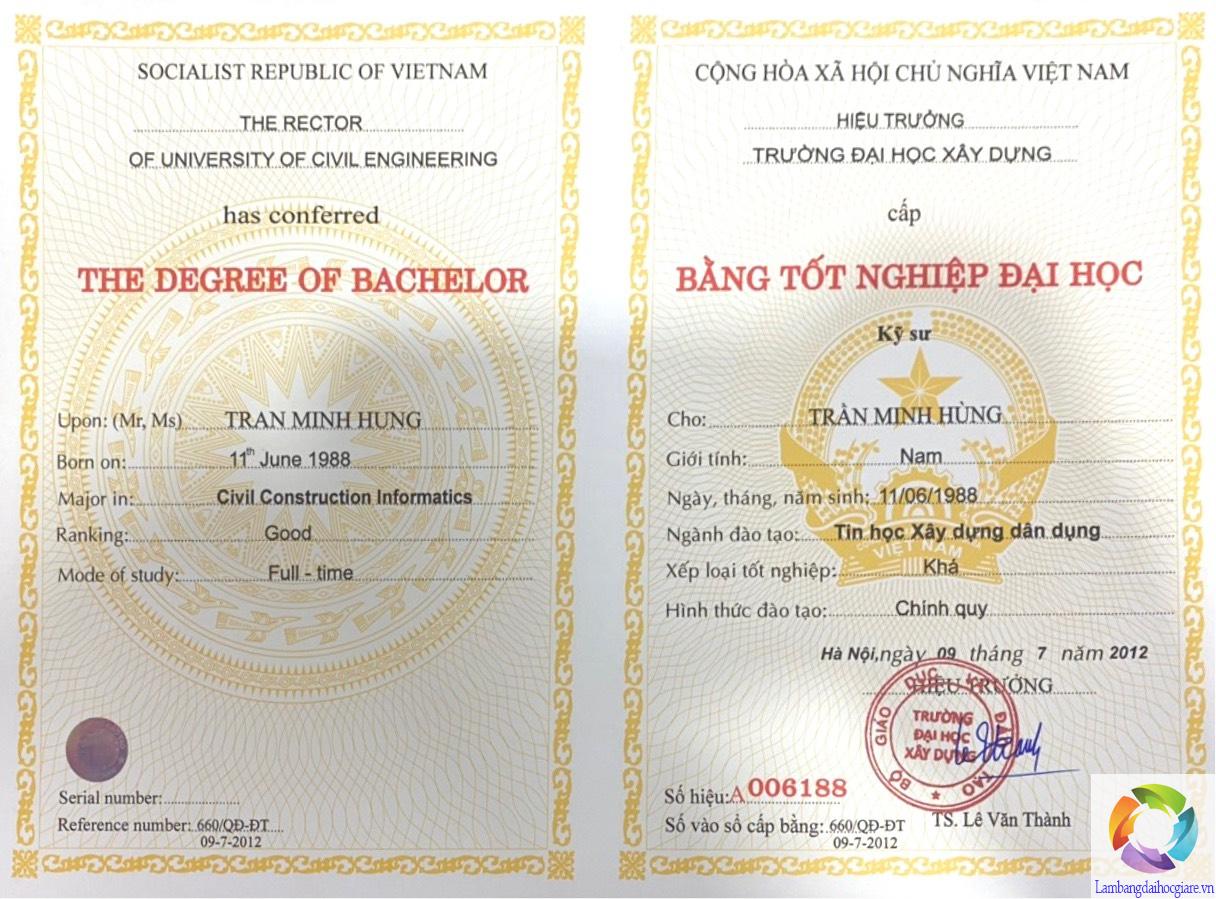 SOCIALIST REPUBLIC OF VIETNAM
THE RECTOR
OF UNIVERSITY OF CIVIL ENGINEERING
has conferred
THE DEGREE OF BACHELOR
Upon: (Mr, Ms) TRAN MINH HUNG
Born on: 11th June 1988
Major in: Civil Construction Informatics
Ranking: Good
Mode of study: Full - time
Serial number:
Reference number: 660/QĐ-ĐT
09-7-2012
CỘNG HÒA XÃ HỘI CHỦ NGHĨA VIỆT NAM
HIỆU TRƯỞNG
TRƯỜNG ĐẠI HỌC XÂY DỰNG
cấp
BẰNG TỐT NGHIỆP ĐẠI HỌC
Kỹ sư
Cho: TRẦN MINH HÙNG
Giới tính: Nam
Ngày, tháng, năm sinh: 11/06/1988
Ngành đào tạo: Tin học Xây dựng dân dụng
VIỆT NAM
Xếp loại tốt nghiệp: Khá
Hình thức đào tạo: Chính quy
Hà Nội, ngày 09 tháng 7 năm 2012
HIỆU TRƯỞNG
BỘ GIÁO DỤC
ĐÀO TẠO
TRƯỜNG
ĐẠI HỌC
XÂY DỰNG
Số hiệu: A 006188
Số vào sổ cấp bằng: 660/QĐ-ĐT
09-7-2012
TS. Lê Văn Thành
Lambangdaihocgiare.vn